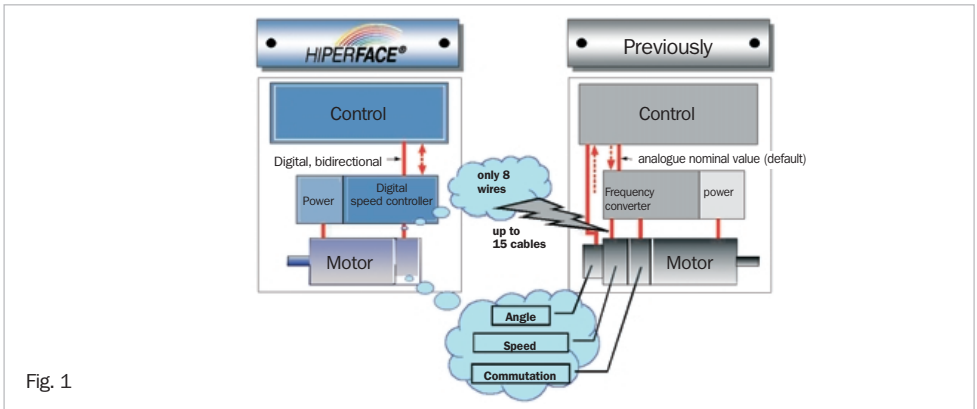 HIPERFACE®
Previously
Control
Control
Digital, bidirectional
analogue nominal value (default)
only 8
wires
Power
Digital
speed controller
Frequency
converter
power
up to
15 cables
Motor
Motor
Angle
Speed
Commutation
Fig. 1